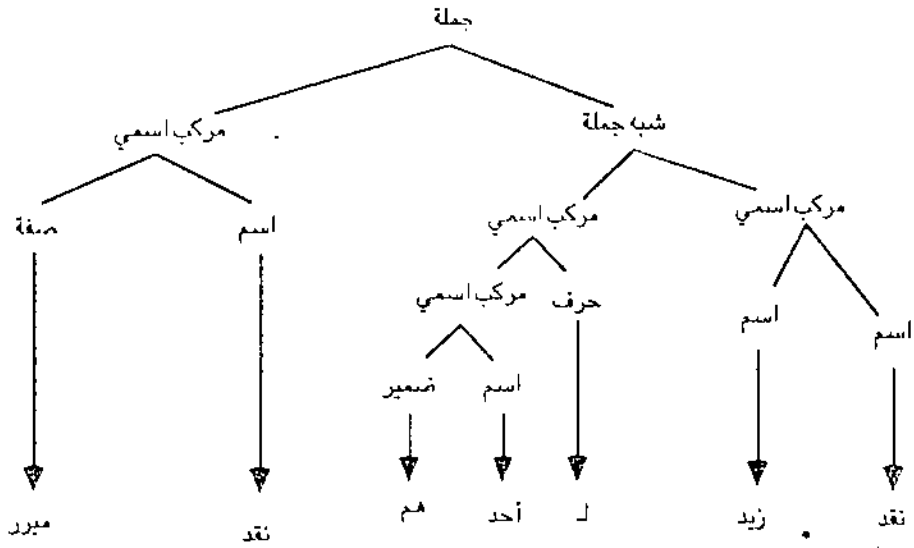 جملة
شبه جملة مركب اسمي
مركب اسمي مركب اسمي اسم صفة
اسم اسم حرف مركب اسمي
اسم ضمير
نقد زيد لـ أحد هم نقد مبرر